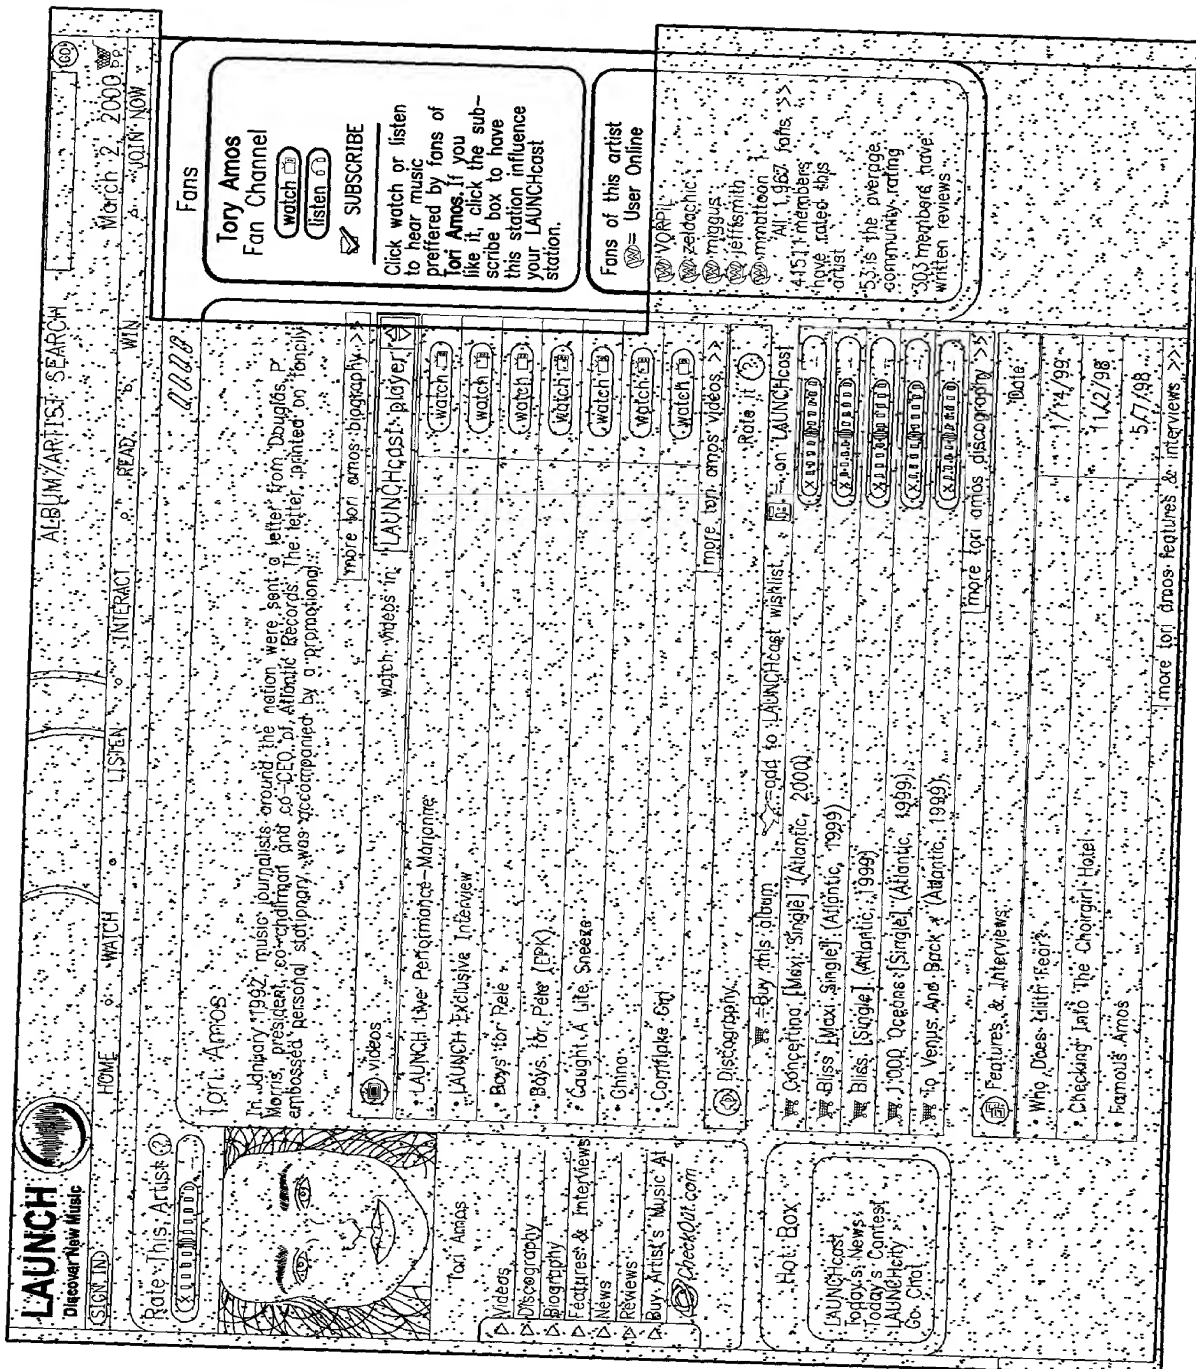 LAUNCH
Discover New Music
ALBUM/ARTIST SEARCH
GO
March 2, 2000
SIGN IN
HOME
WATCH
LISTEN
INTERACT
READ
WIN
JOIN NOW
Rate This Artist ?
Tori Amos
Videos
Discography
Biogrphy
Features & Imterviews
News
Reviews
Buy Artist's Music At
CheckOut.com
Hot Box
LAUNCHcast
Today's News
Today's Contest
LAUNCHcity
Go Chat
Tori Amos
In January 1992, music journalists around the nation were sent a letter from Douglas P.
Morris, president, co-chairman and co-CEO of Atlantic Records. The letter, printed on
embossed personal stationary was accompanied by a promotional
more tori amos biography >>
videos
watch videos in
LAUNCHcast player
• LAUNCH Live Performance-Marianne
watch
• LAUNCH Exclusive Interview
watch
• Boys for Pele
watch
• Boys for Pele (EPK)
watch
• Caught A Lite Sneeze
watch
• China
watch
• Cornflake Girl
watch
more tori amos videos >>
Discography
Rate it ?
= Buy this album
=add to LAUNCHcast wishlist
= on LAUNCHcast
Concertina [Maxi Single] (Atlantic, 2000)
Bliss [Maxi Single] (Atlantic, 1999)
Bliss [Single] (Atlantic, 1999)
1,000 Oceans [Single] (Atlantic, 1999)
To Venus And Back * (Atlantic, 1999)
more tori amos discography >>
Features & Interviews
Date
• Who Does Lilith Fear?
1/14/99
• Checking Into The Choirgirl Hotel
11/2/98
• Famous Amos
5/7/98
more tori amos features & interviews >>
Fans
Tory Amos
Fan Channel
watch
listen
SUBSCRIBE
Click watch or listen
to hear music
preffered by fans of
Tori Amos. If you
like it, click the sub-
scribe box to have
this station influence
your LAUNCHcast
station.
Fans of this artist
= User Online
VORPIL
zeldachic
miggus
jeffsmith
mmattson1
All 1,967 fans >>
4151 members
have rated this
artist
53 is the average
community rating
303 members have
written reviews